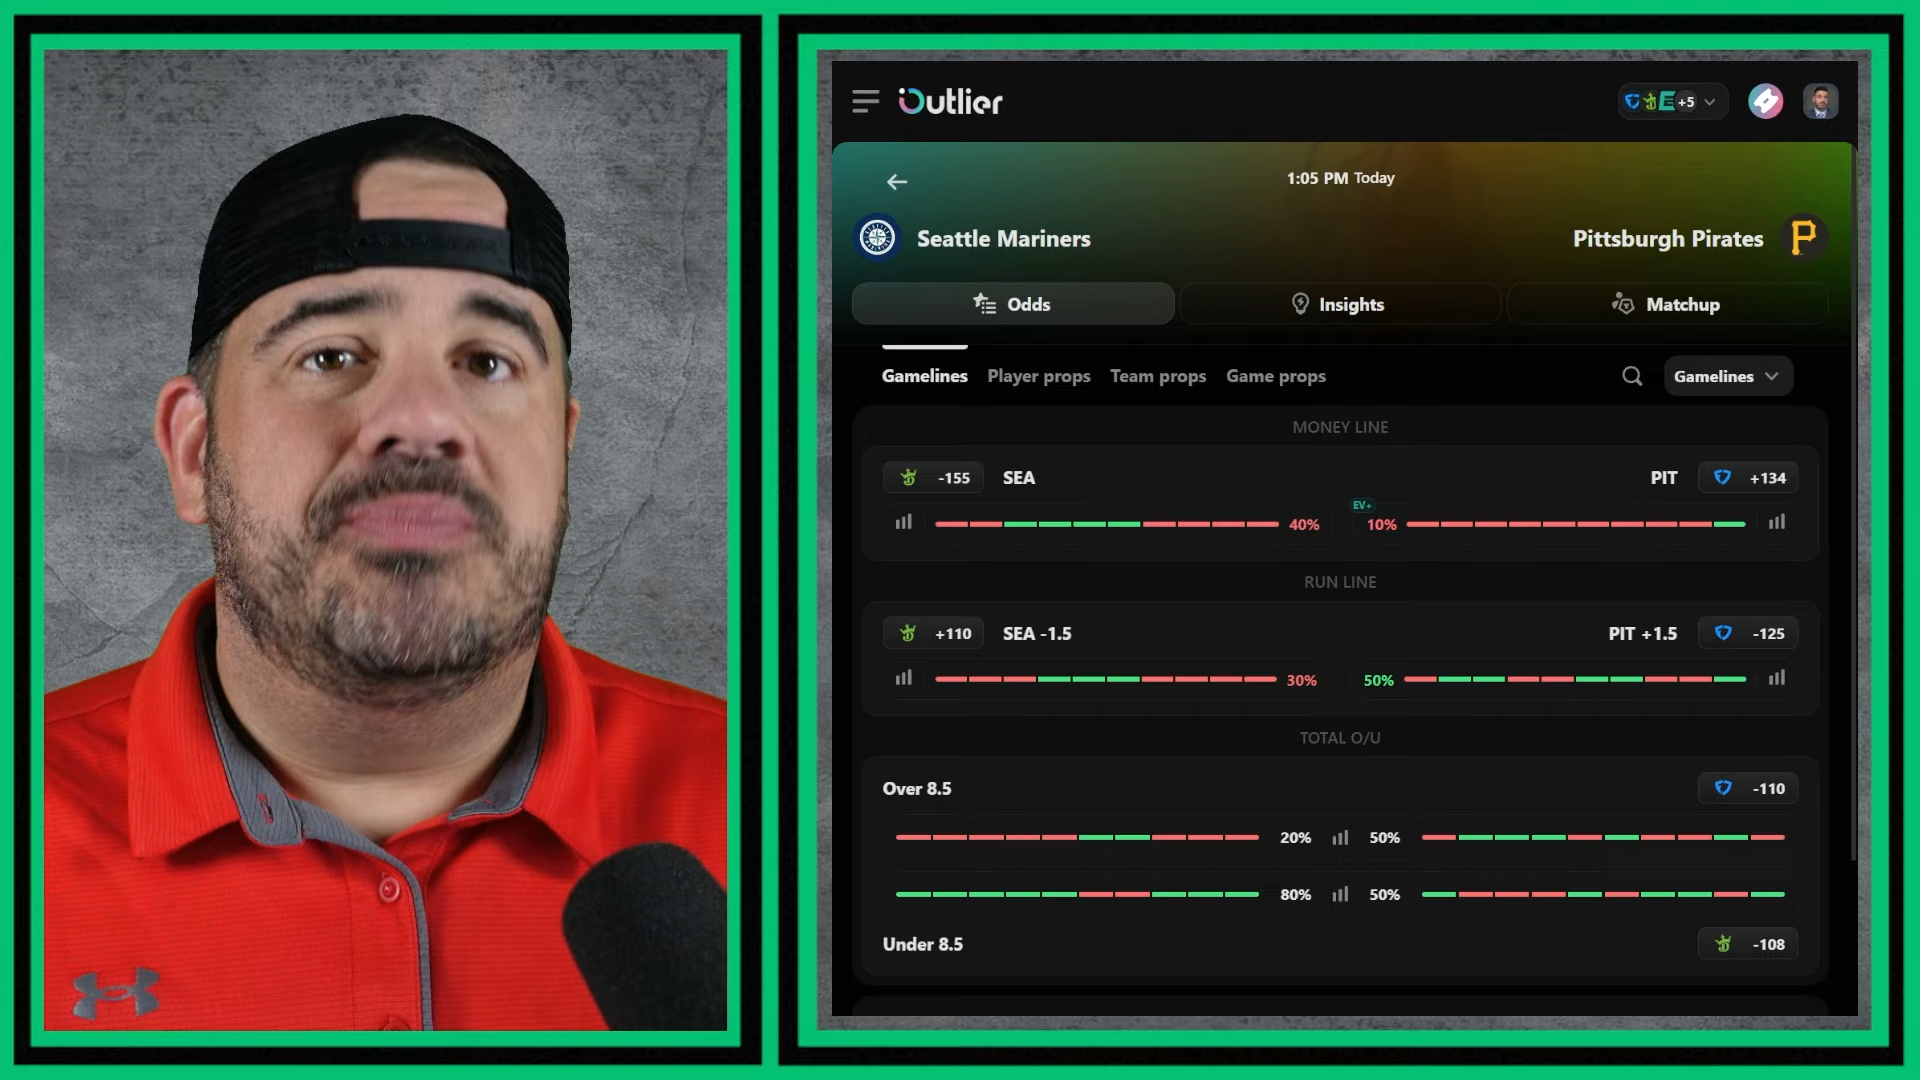 Outlier
+5
1:05 PM Today
Seattle Mariners
Pittsburgh Pirates
Odds
Insights
Matchup
Gamelines
Player props
Team props
Game props
Gamelines
MONEY LINE
-155 SEA
PIT +134
EV+
40%
10%
RUN LINE
+110 SEA -1.5
PIT +1.5 -125
30%
50%
TOTAL O/U
Over 8.5
-110
20%
50%
80%
50%
Under 8.5
-108